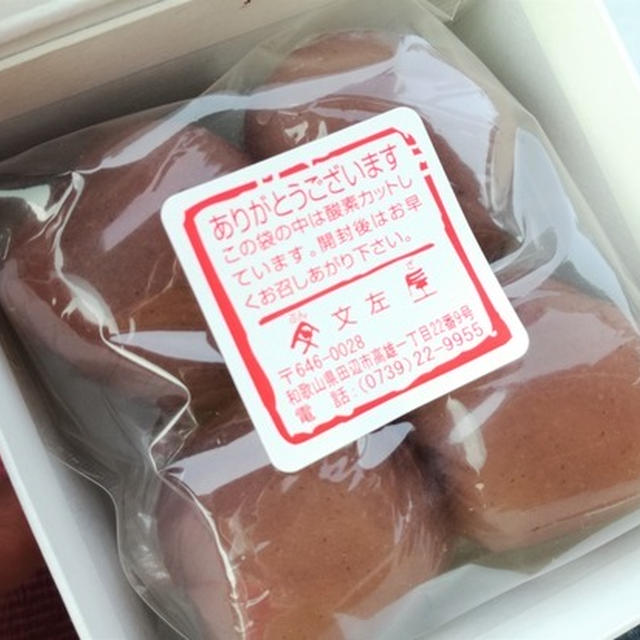 ありがとうございます
この袋の中は酸素カットし
ています。開封後はお早
くお召しあがり下さい。
文左屋
〒646-0028
和歌山県田辺市高雄一丁目22番9号
電 話:(0739)22-9955